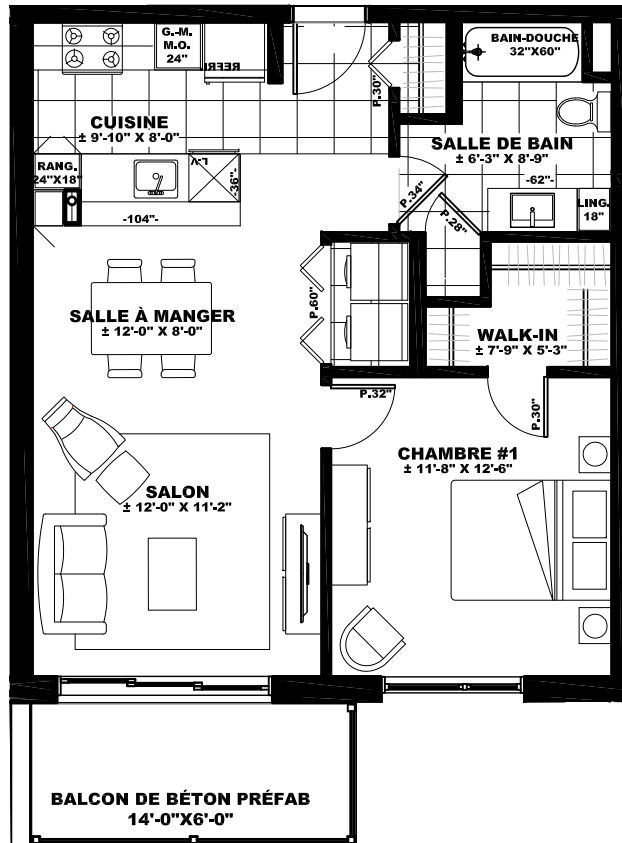 G.-M.
M.O.
24"
REFRI
P.30"
BAIN-DOUCHE
32"X60"
CUISINE
± 9'-10" X 8'-0"
SALLE DE BAIN
± 6'-3" X 8'-9"
RANG.
24"X18"
L-V
-36"-
-104"-
P.34"
-62"-
P.28"
LING.
18"
SALLE À MANGER
± 12'-0" X 8'-0"
P.60"
WALK-IN
± 7'-9" X 5'-3"
P.32"
P.30"
CHAMBRE #1
± 11'-8" X 12'-6"
SALON
± 12'-0" X 11'-2"
BALCON DE BÉTON PRÉFAB
14'-0"X6'-0"